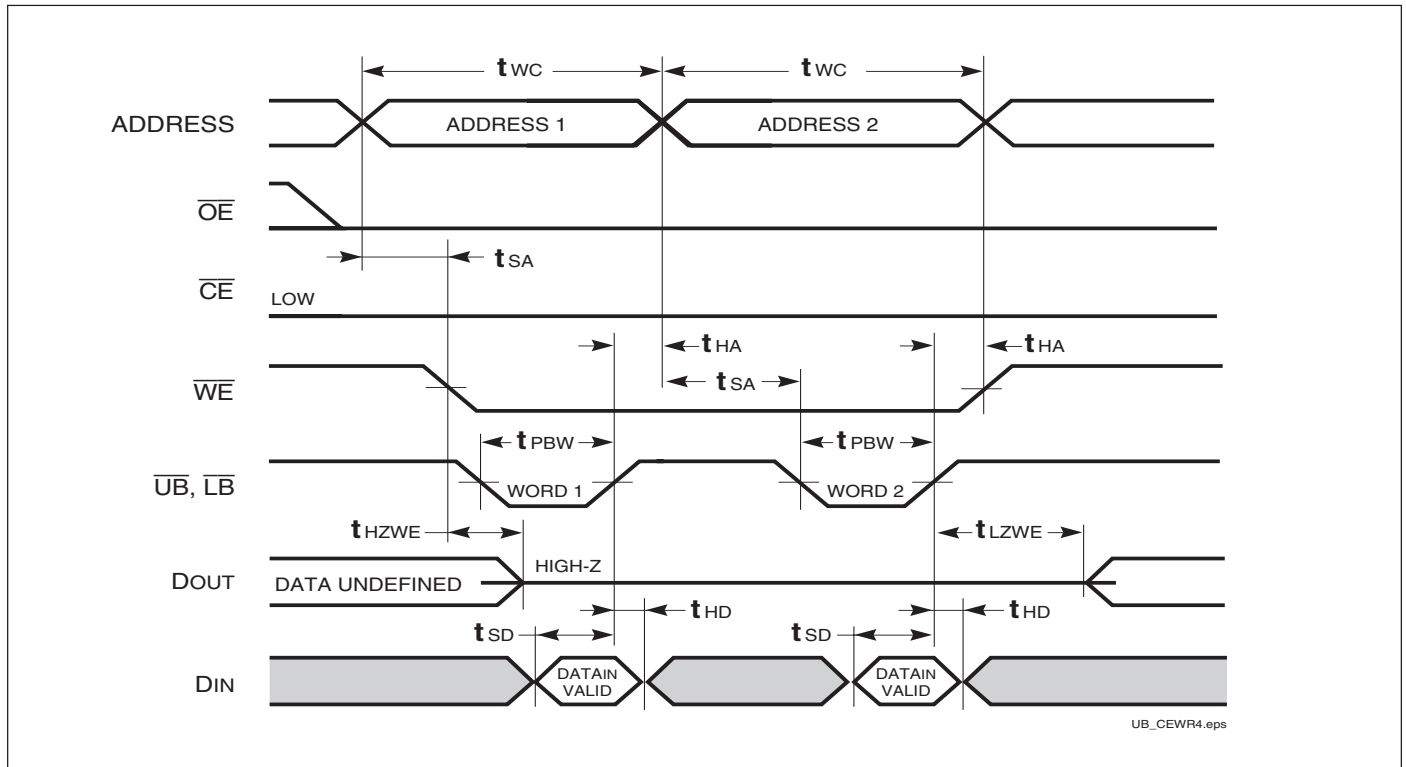 tWC tWC
ADDRESS ADDRESS 1 ADDRESS 2
OE
tSA
CE LOW
tHA tHA
WE tSA
tPBW tPBW
UB, LB WORD 1 WORD 2
tHZWE tLZWE
HIGH-Z
DOUT DATA UNDEFINED
tHD tHD
tSD tSD
DIN DATAIN VALID DATAIN VALID
UB_CEWR4.eps